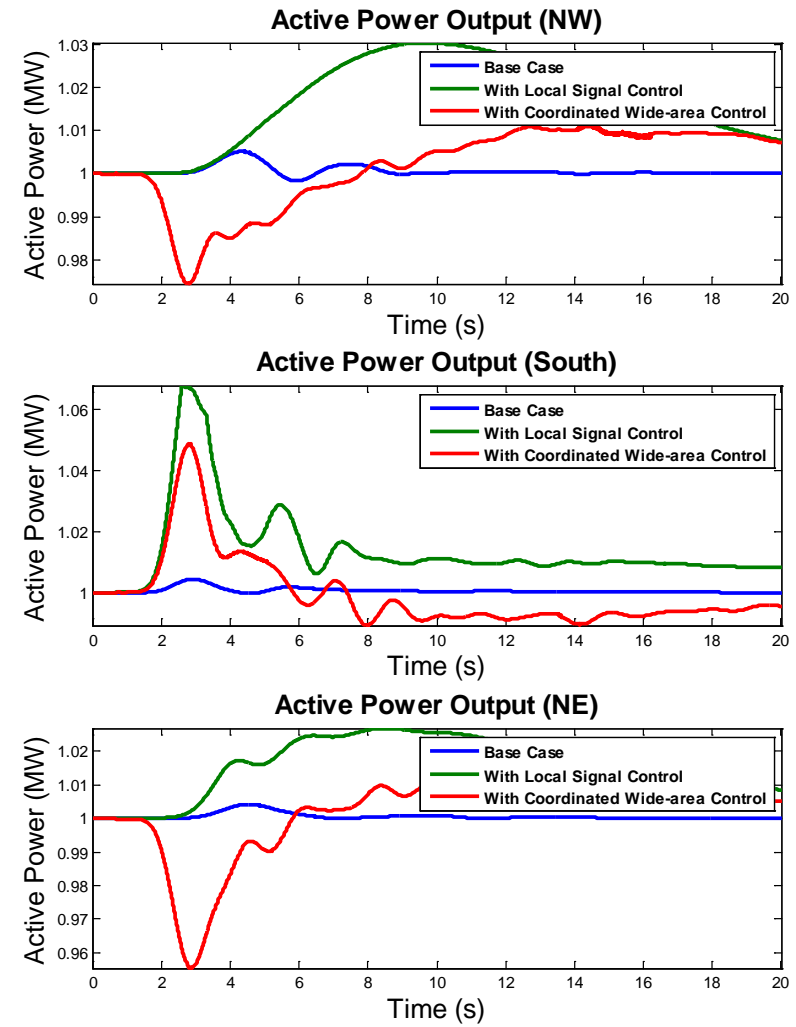 Active Power Output (NW)
Active Power (MW)
1.03
1.02
1.01
1
0.99
0.98
Base Case
With Local Signal Control
With Coordinated Wide-area Control
0 2 4 6 8 10 12 14 16 18 20
Time (s)
Active Power Output (South)
Active Power (MW)
1.06
1.04
1.02
1
Base Case
With Local Signal Control
With Coordinated Wide-area Control
0 2 4 6 8 10 12 14 16 18 20
Time (s)
Active Power Output (NE)
Active Power (MW)
1.02
1.01
1
0.99
0.98
0.97
0.96
Base Case
With Local Signal Control
With Coordinated Wide-area Control
0 2 4 6 8 10 12 14 16 18 20
Time (s)